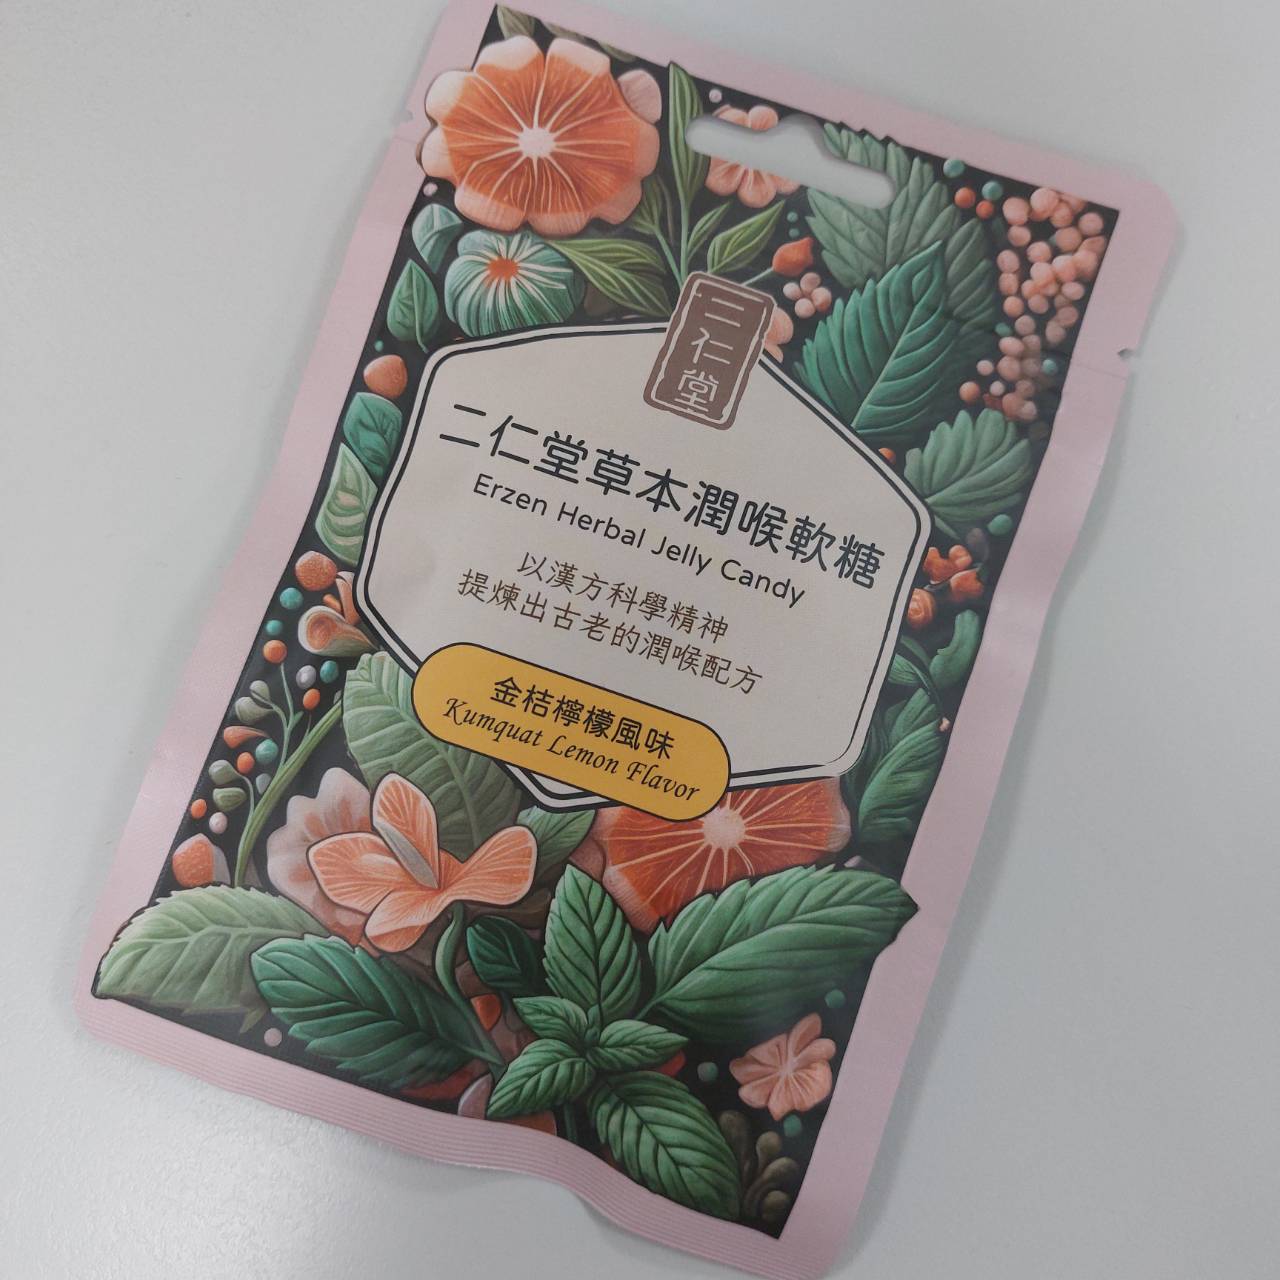 二仁堂
二仁堂草本潤喉軟糖
Erzen Herbal Jelly Candy
以漢方科學精神
提煉出古老的潤喉配方
金桔檸檬風味
Kumquat Lemon Flavor